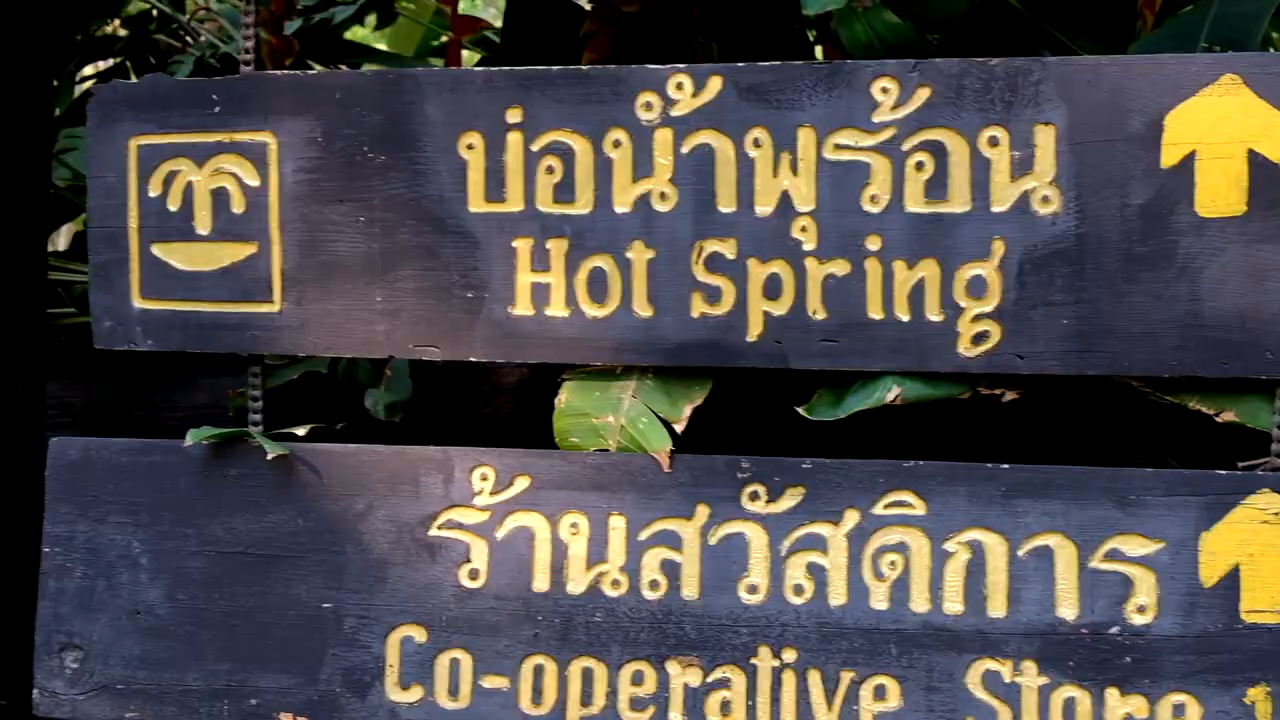 บ่อน้ำพุร้อน
Hot Spring
ร้านสวัสดิการ
Co-operative Store